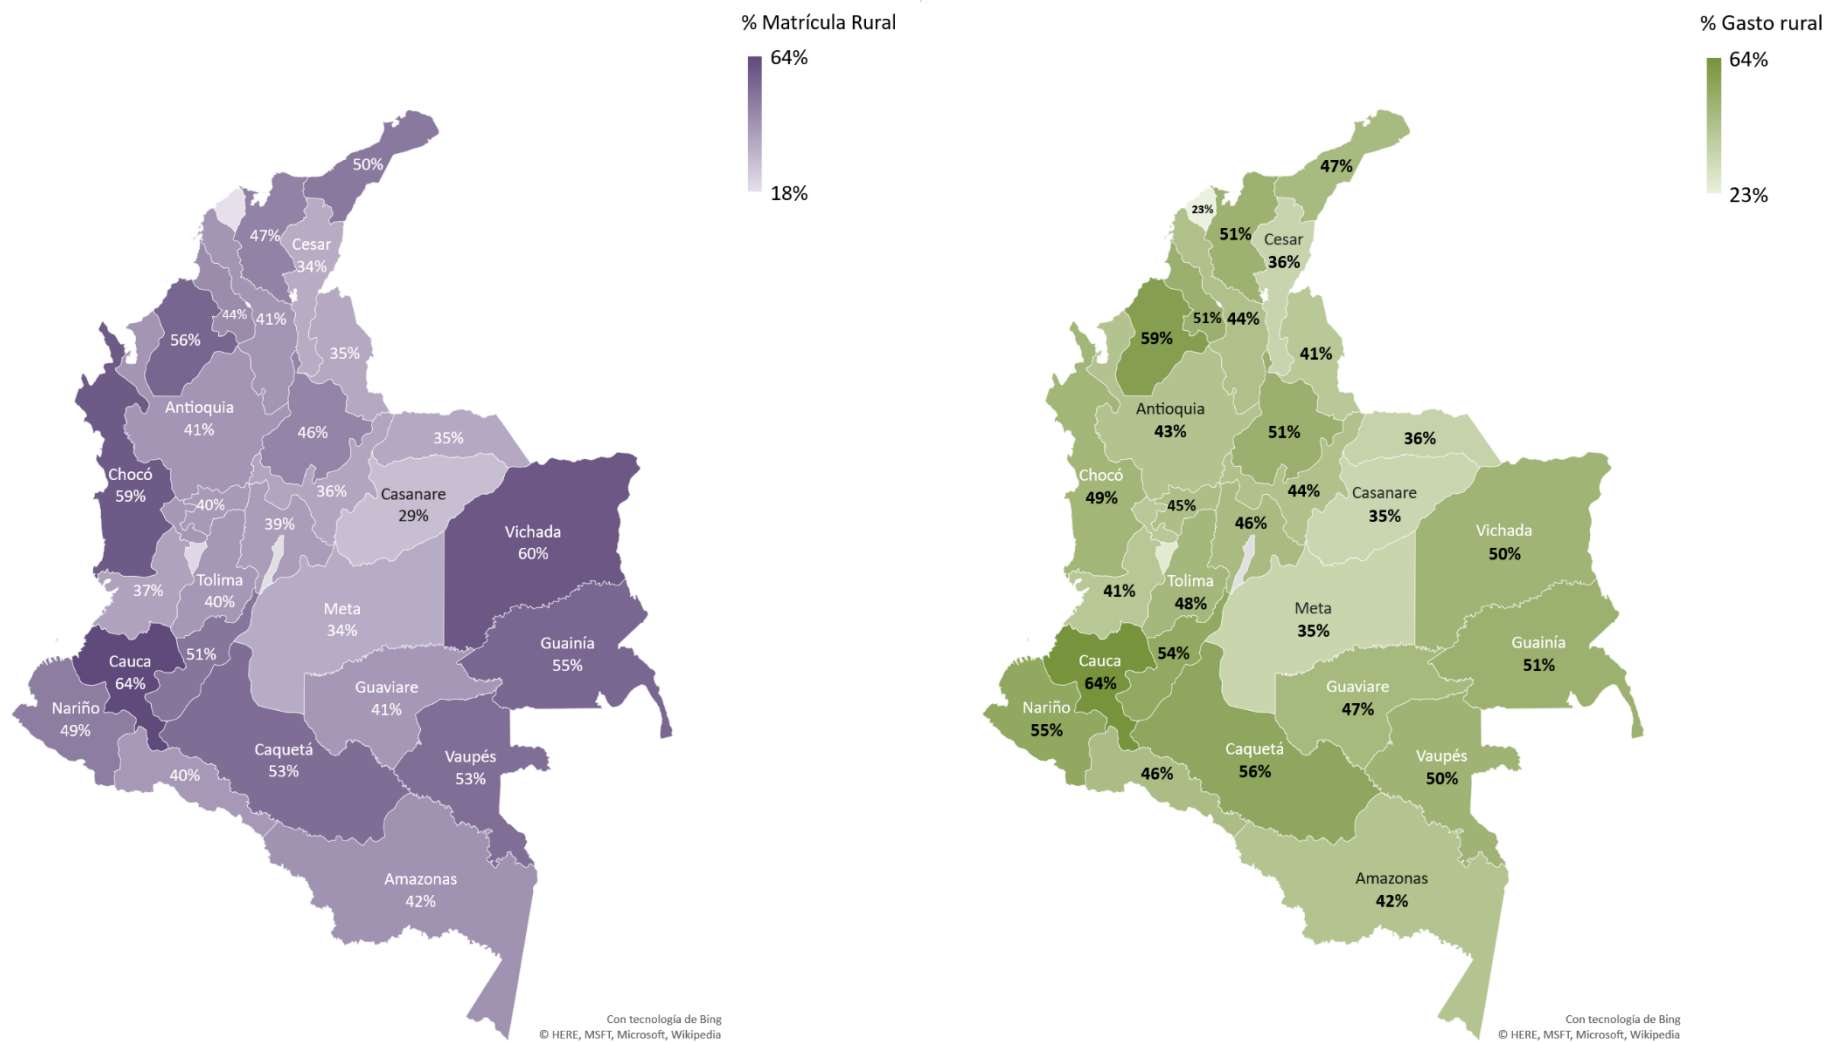 % Matrícula Rural
64%
18%
50%
47%
Cesar
34%
44%
41%
56%
35%
Antioquia
41%
46%
35%
Chocó
59%
40%
36%
Casanare
29%
39%
Vichada
60%
37%
Tolima
40%
Meta
34%
Guainía
55%
Cauca
64%
51%
Guaviare
41%
Nariño
49%
Caquetá
53%
Vaupés
53%
40%
Amazonas
42%
Con tecnología de Bing
© HERE, MSFT, Microsoft, Wikipedia
% Gasto rural
64%
23%
47%
23%
51%
Cesar
36%
51%
44%
59%
41%
Antioquia
43%
51%
36%
Chocó
49%
45%
44%
Casanare
35%
46%
Vichada
50%
41%
Tolima
48%
Meta
35%
Guainía
51%
Cauca
64%
54%
Guaviare
47%
Nariño
55%
Caquetá
56%
Vaupés
50%
46%
Amazonas
42%
Con tecnología de Bing
© HERE, MSFT, Microsoft, Wikipedia